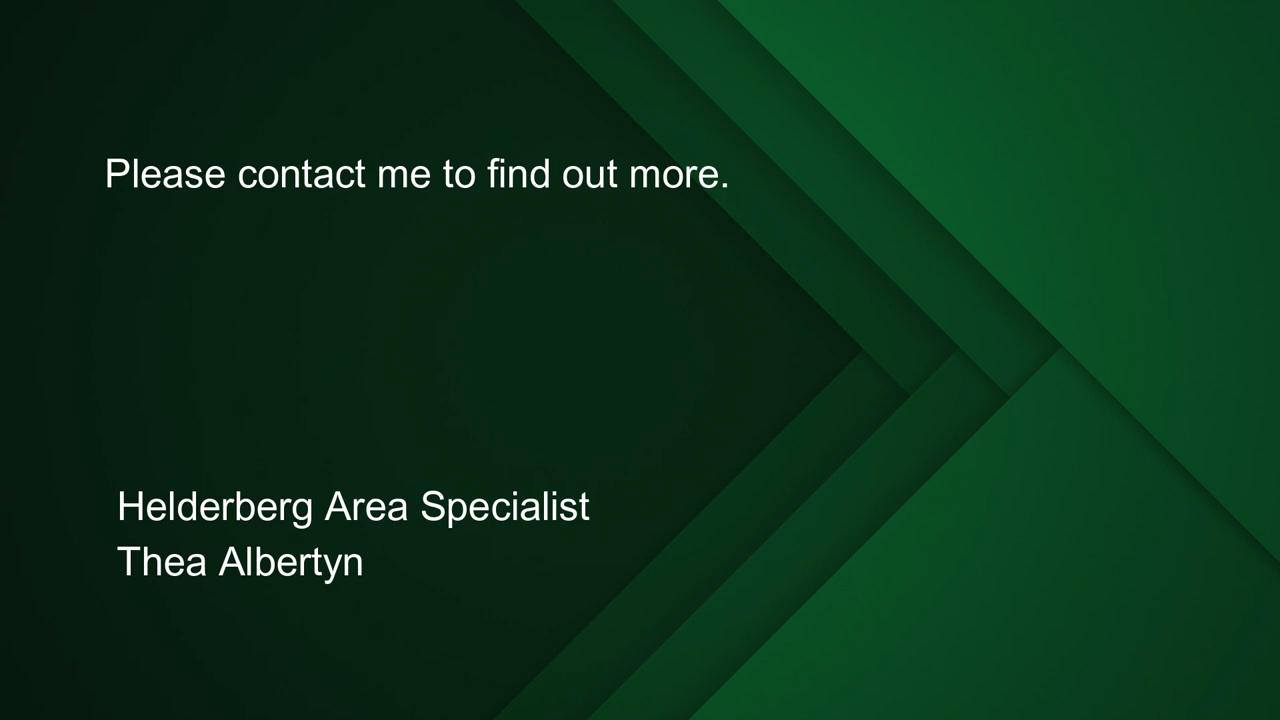 Please contact me to find out more.
Helderberg Area Specialist
Thea Albertyn